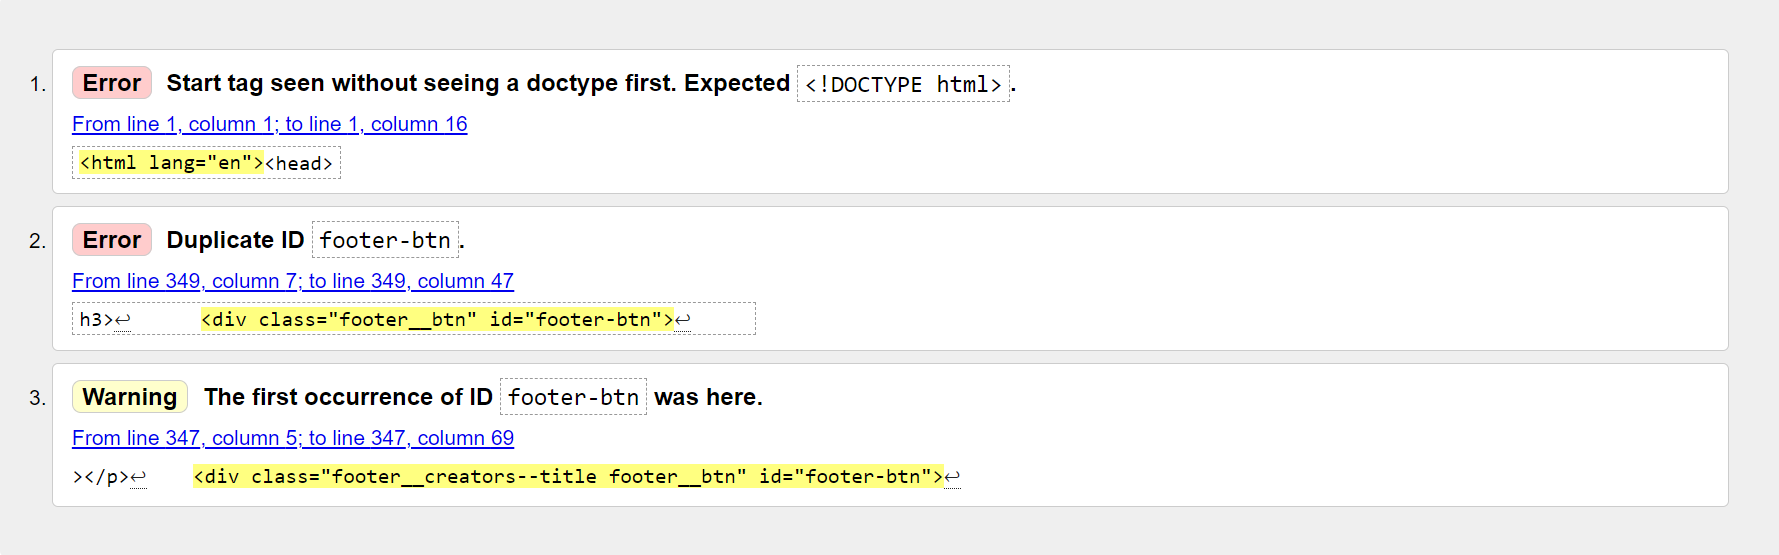 1. Error Start tag seen without seeing a doctype first. Expected <!DOCTYPE html>.
From line 1, column 1; to line 1, column 16
<html lang="en"><head>
2. Error Duplicate ID footer-btn.
From line 349, column 7; to line 349, column 47
h3>↩ <div class="footer__btn" id="footer-btn">↩
3. Warning The first occurrence of ID footer-btn was here.
From line 347, column 5; to line 347, column 69
></p>↩ <div class="footer__creators--title footer__btn" id="footer-btn">↩